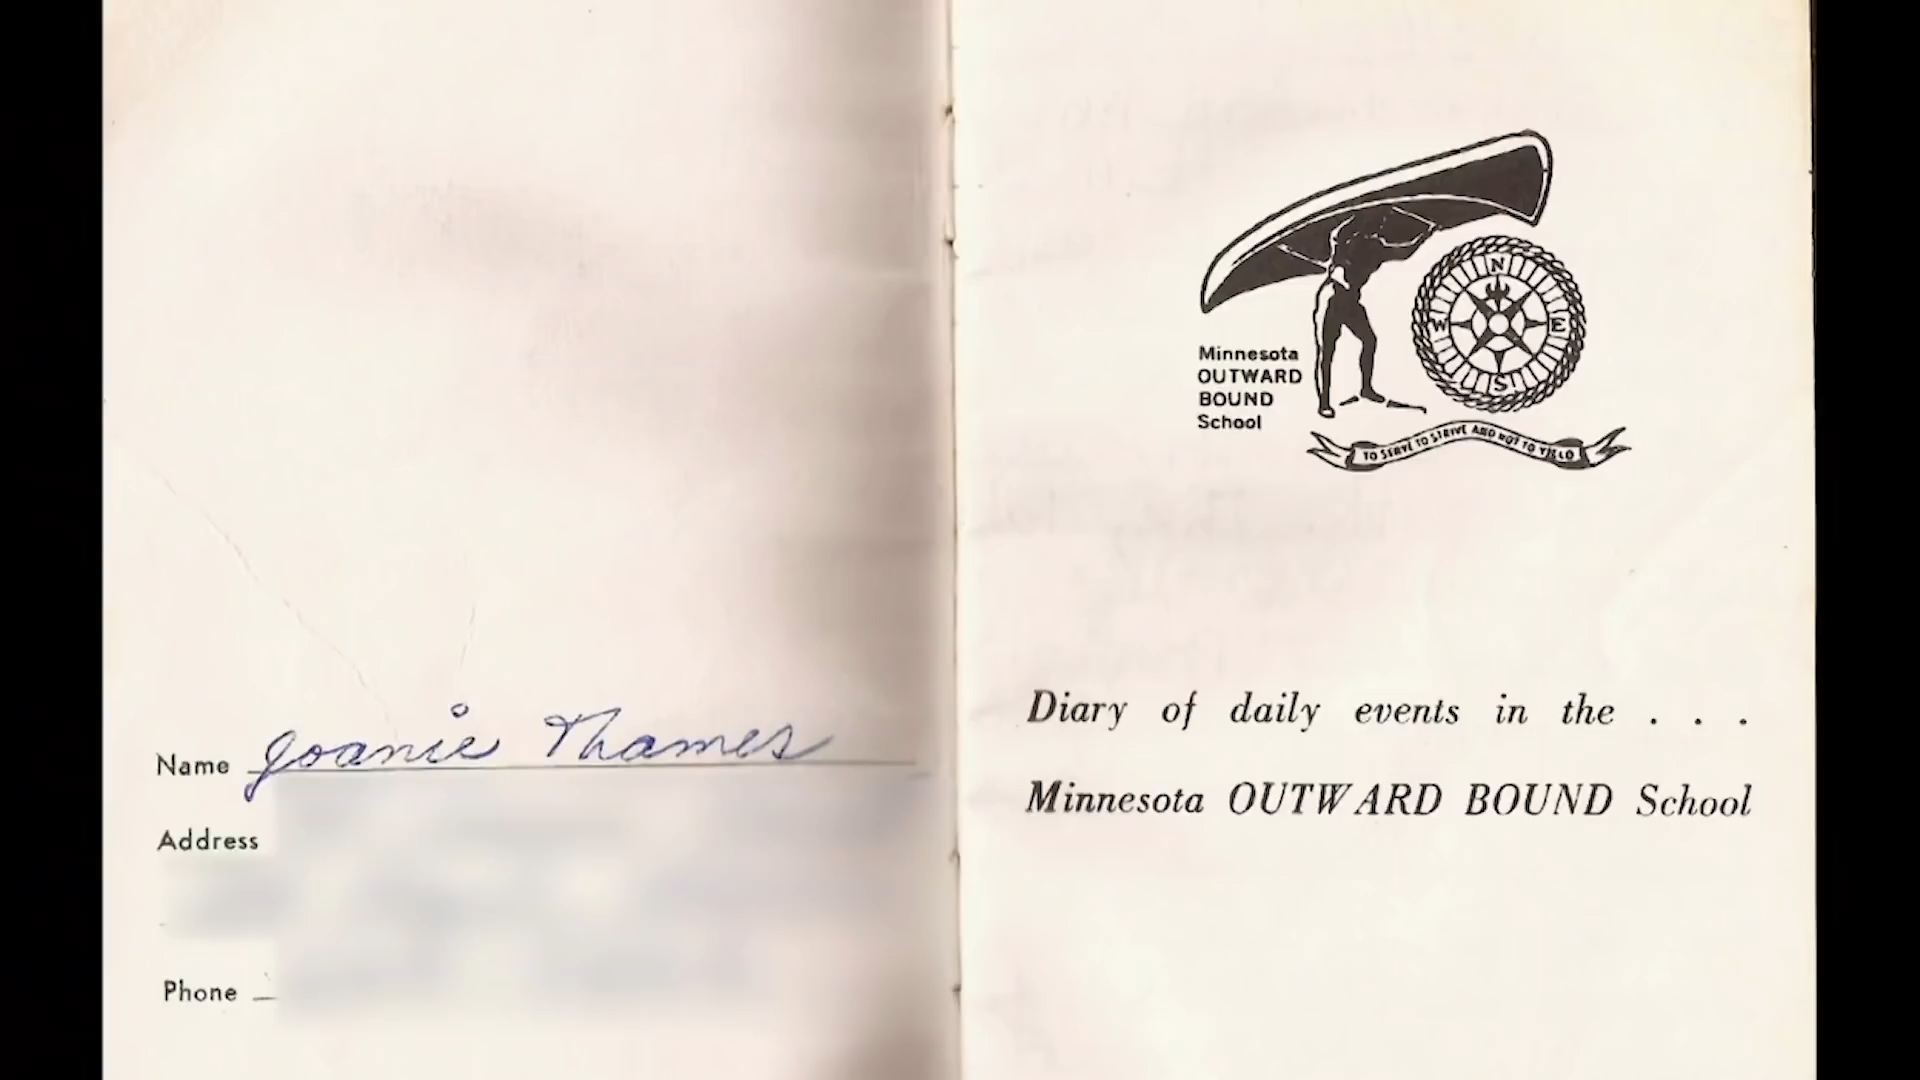 Name Joanie Thames
Address
Phone
N
W E
S
Minnesota
OUTWARD
BOUND
School
TO SERVE TO STRIVE AND NOT TO YIELD
Diary of daily events in the . . .
Minnesota OUTWARD BOUND School